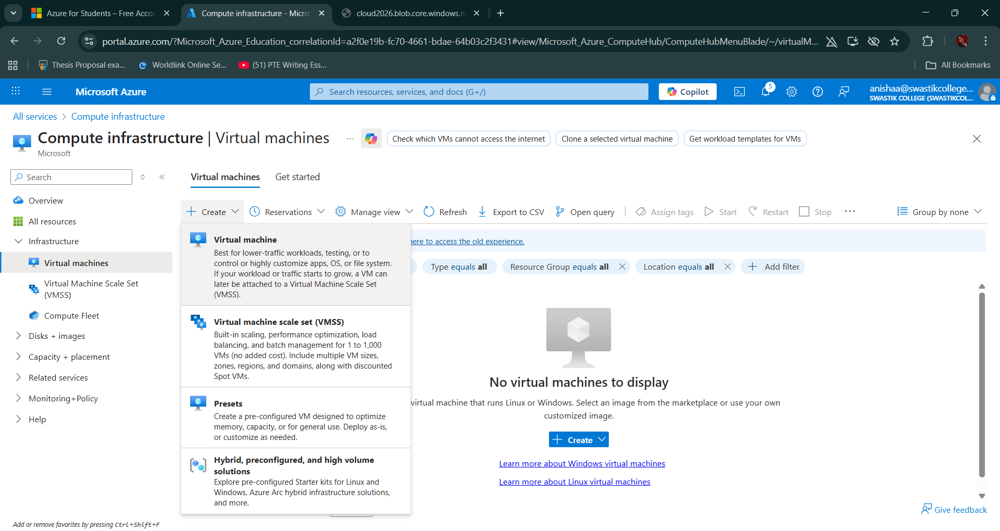 Azure for Students – Free Accou
Compute infrastructure - Micro
cloud2026.blob.core.windows.n
portal.azure.com/?Microsoft_Azure_Education_correlationId=a2f0e19b-fc70-4661-bdae-64b03c2f3431#view/Microsoft_Azure_ComputeHub/ComputeHubMenuBlade/~/virtualM...
Thesis Proposal exa...
Worldlink Online Se...
(51) PTE Writing Ess...
All Bookmarks
Microsoft Azure
Search resources, services, and docs (G+/)
Copilot
5
anishaa@swastikcollege...
SWASTIK COLLEGE (SWASTIKCOL...
All services > Compute infrastructure
Compute infrastructure | Virtual machines
...
Check which VMs cannot access the internet
Clone a selected virtual machine
Get workload templates for VMs
Microsoft
Search
Overview
All resources
Infrastructure
Virtual machines
Virtual Machine Scale Set
(VMSS)
Compute Fleet
Disks + images
Capacity + placement
Related services
Monitoring+Policy
Help
Add or remove favorites by pressing Ctrl+Shift+F
Virtual machines
Get started
Create
Reservations
Manage view
Refresh
Export to CSV
Open query
Assign tags
Start
Restart
Stop
...
Group by none
Virtual machine
Best for lower-traffic workloads, testing, or to
control or highly customize apps, OS, or file system.
If your workload or traffic starts to grow, a VM can
later be attached to a Virtual Machine Scale Set
(VMSS).
Virtual machine scale set (VMSS)
Built-in scaling, performance optimization, load
balancing, and batch management for 1 to 1,000
VMs (no added cost). Include multiple VM sizes,
zones, regions, and domains, along with discounted
Spot VMs.
Presets
Create a pre-configured VM designed to optimize
memory, capacity, or for general use. Deploy as-is,
or customize as needed.
Hybrid, preconfigured, and high volume
solutions
Explore pre-configured Starter kits for Linux and
Windows, Azure Arc hybrid infrastructure solutions,
and more.
here to access the old experience.
Type equals all
Resource Group equals all
Location equals all
Add filter
No virtual machines to display
virtual machine that runs Linux or Windows. Select an image from the marketplace or use your own
customized image.
Create
Learn more about Windows virtual machines
Learn more about Linux virtual machines
Give feedback